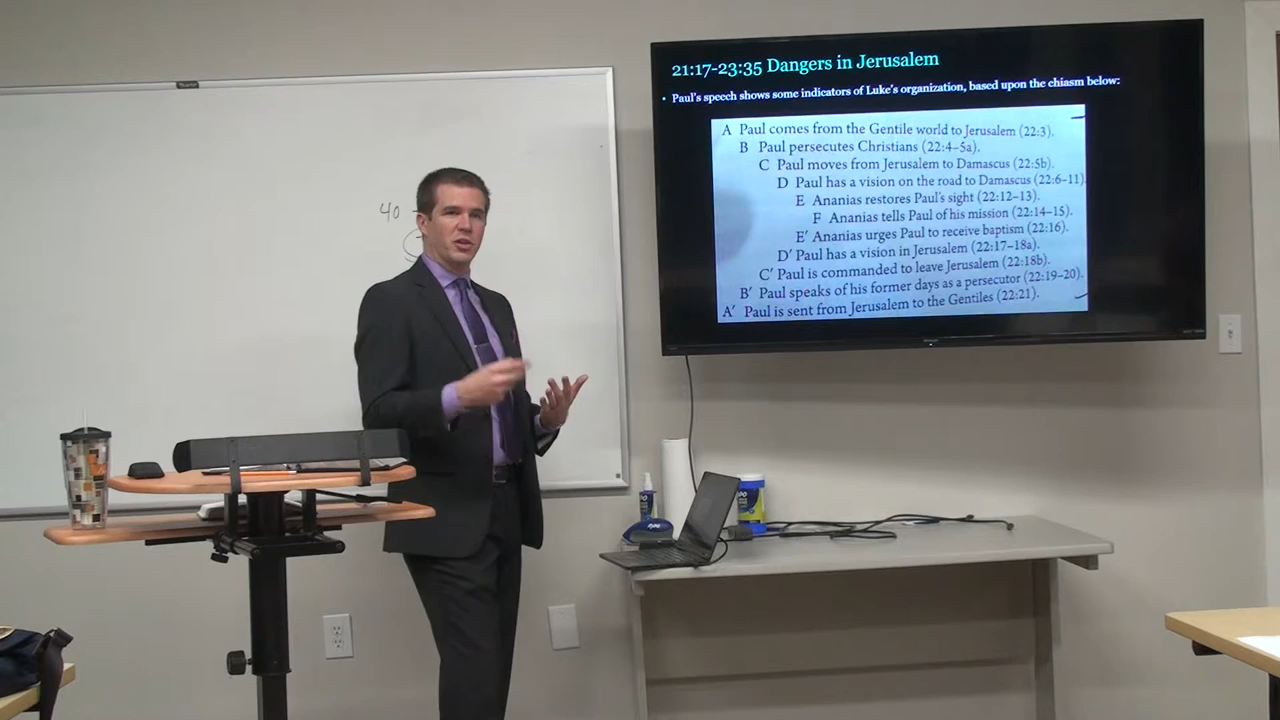 21:17-23:35 Dangers in Jerusalem
• Paul's speech shows some indicators of Luke's organization, based upon the chiasm below:
A Paul comes from the Gentile world to Jerusalem (22:3).
B Paul persecutes Christians (22:4–5a).
C Paul moves from Jerusalem to Damascus (22:5b).
D Paul has a vision on the road to Damascus (22:6–11)
E Ananias restores Paul's sight (22:12–13).
F Ananias tells Paul of his mission (22:14–15).
E′ Ananias urges Paul to receive baptism (22:16).
D′ Paul has a vision in Jerusalem (22:17–18a).
C′ Paul is commanded to leave Jerusalem (22:18b).
B′ Paul speaks of his former days as a persecutor (22:19–20).
A′ Paul is sent from Jerusalem to the Gentiles (22:21).
40